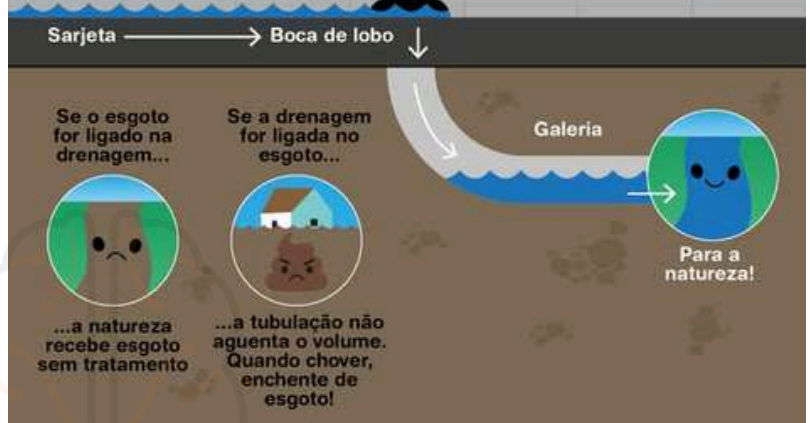 Sarjeta
Boca de lobo
Galeria
Se o esgoto
for ligado na
drenagem...
Se a drenagem
for ligada no
esgoto...
Para a
natureza!
...a natureza
recebe esgoto
sem tratamento
...a tubulação não
aguenta o volume.
Quando chover,
enchente de
esgoto!